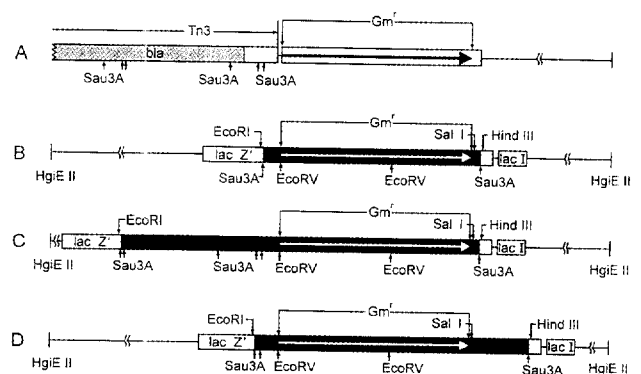 Tn3
Gmr
A
bla
Sau3A Sau3A Sau3A
Gmr
EcoRI Sal I Hind III
B
lac Z' lac I
HgiE II Sau3A EcoRV EcoRV Sau3A HgiE II
Gmr
EcoRI Sal I Hind III
C
lac Z' lac I
HgiE II Sau3A Sau3A EcoRV EcoRV Sau3A HgiE II
Gmr
EcoRI Sal I Hind III
D
lac Z' lac I
HgiE II Sau3A EcoRV EcoRV Sau3A HgiE II